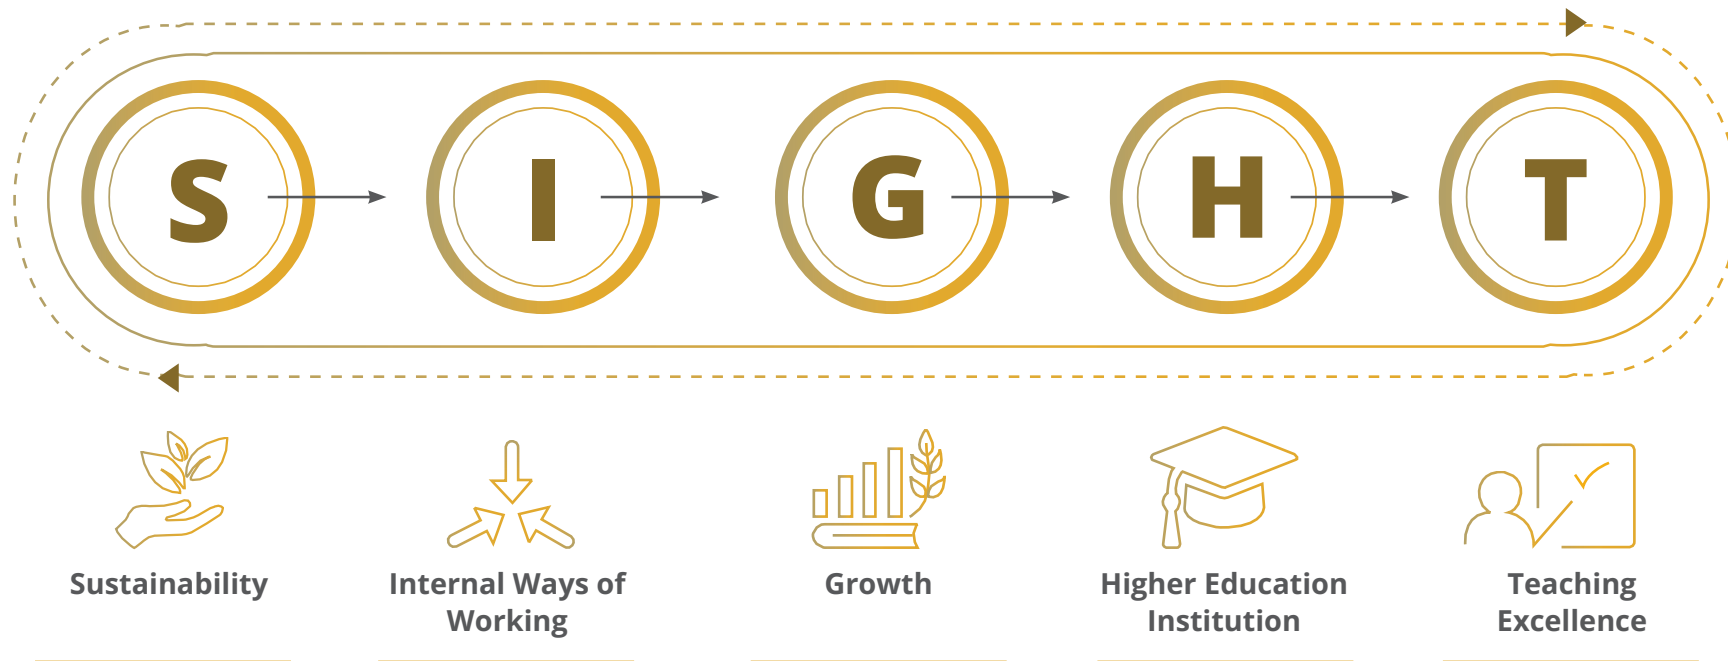 S I G H T
Sustainability
Internal Ways of
Working
Growth
Higher Education
Institution
Teaching
Excellence